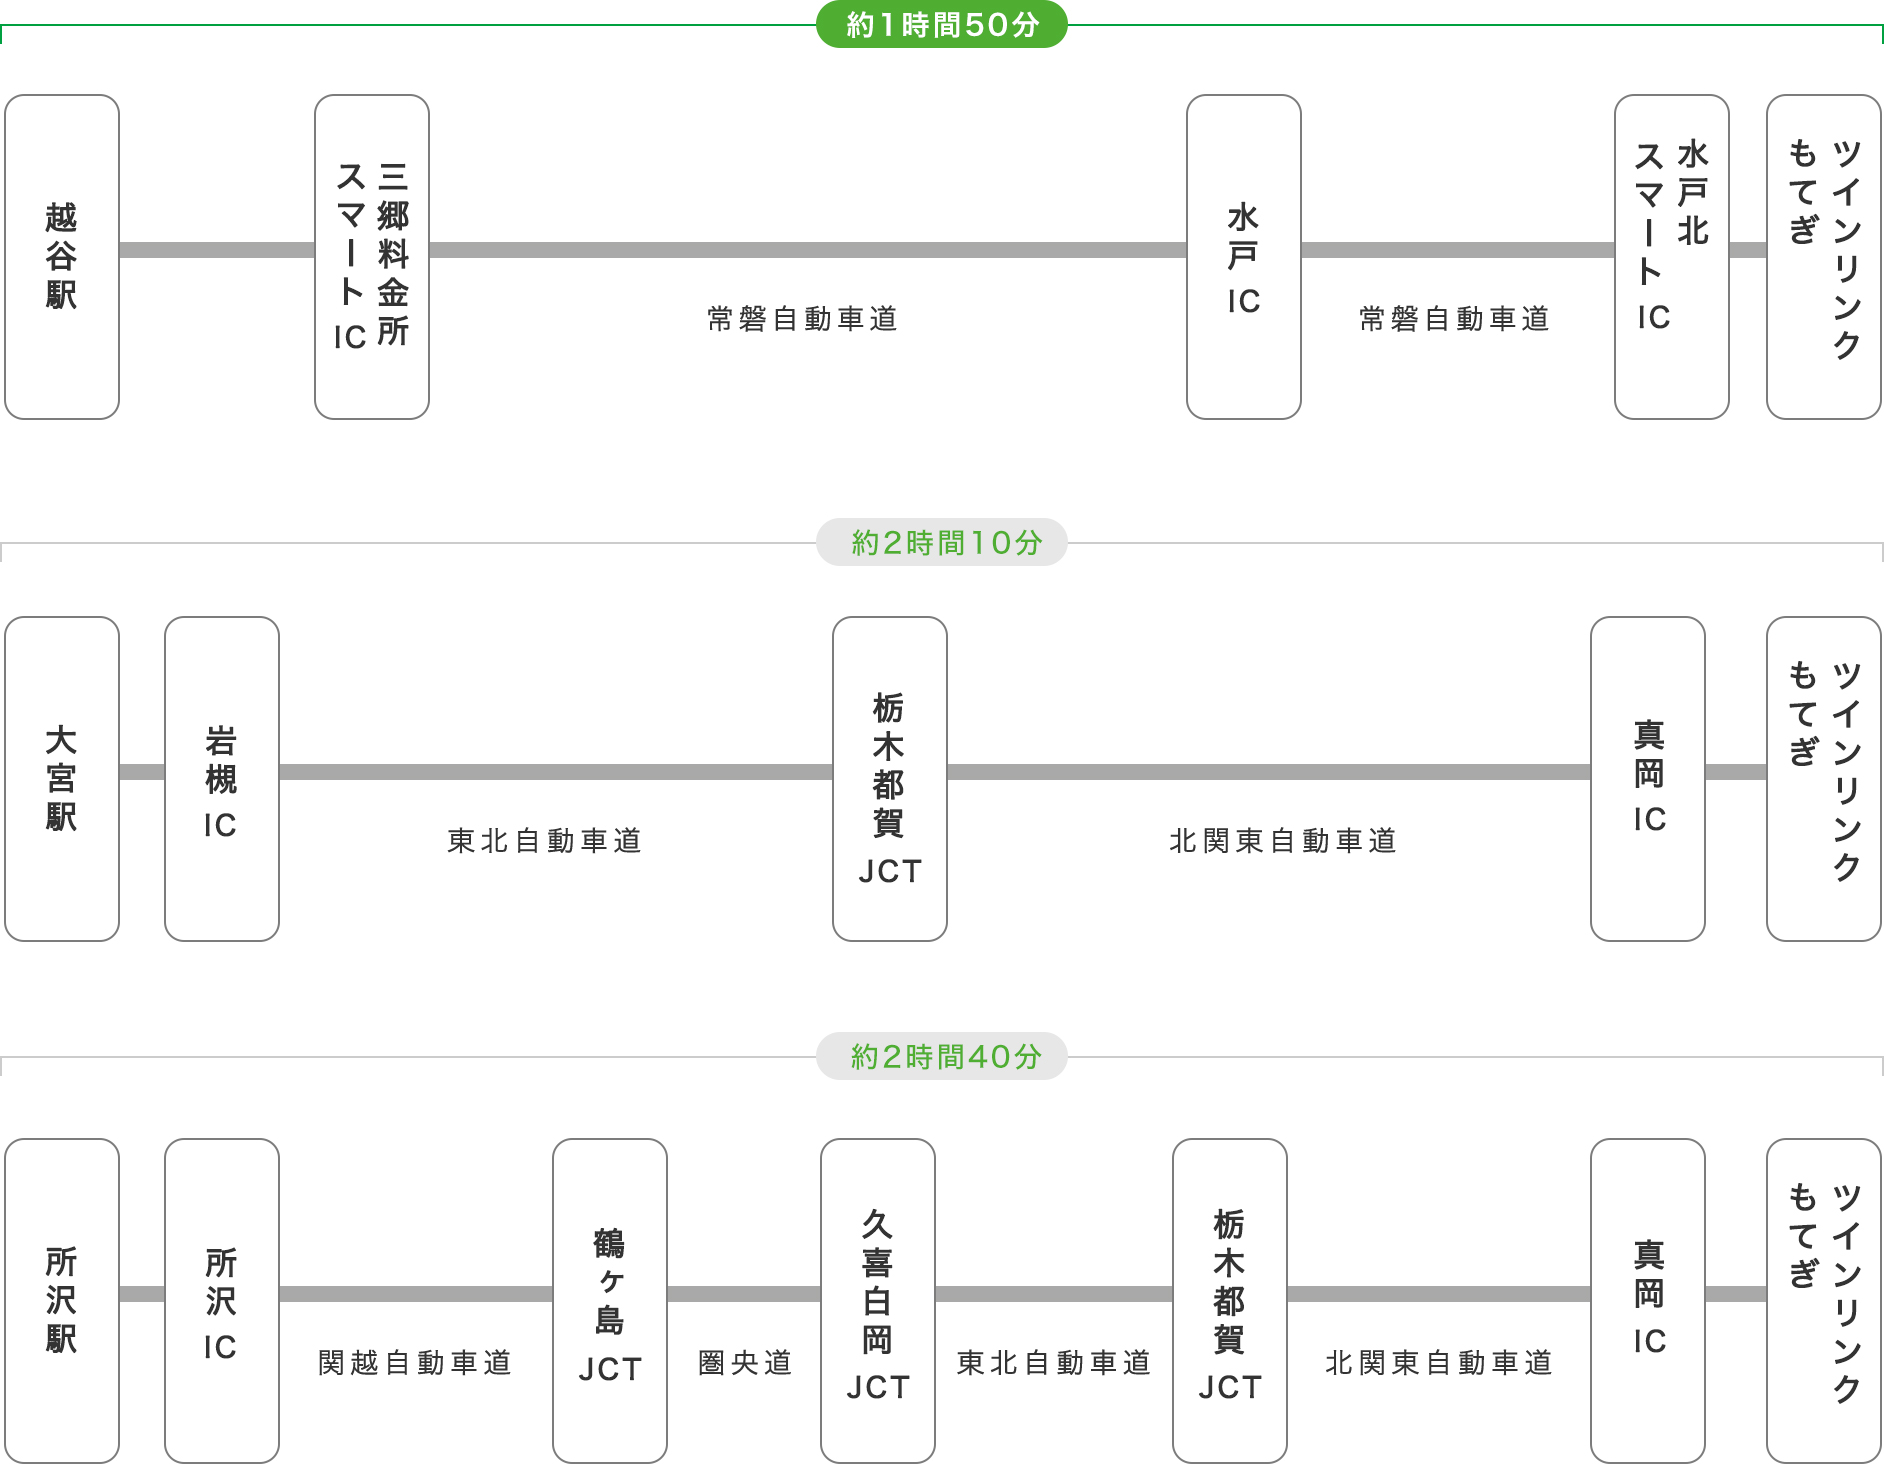 約1時間50分
越谷駅
三郷料金所
スマートIC
常磐自動車道
水戸IC
常磐自動車道
水戸北
スマートIC
ツインリンク
もてぎ
約2時間10分
大宮駅
岩槻IC
東北自動車道
栃木都賀JCT
北関東自動車道
真岡IC
ツインリンク
もてぎ
約2時間40分
所沢駅
所沢IC
関越自動車道
鶴ヶ島JCT
圏央道
久喜白岡JCT
東北自動車道
栃木都賀JCT
北関東自動車道
真岡IC
ツインリンク
もてぎ